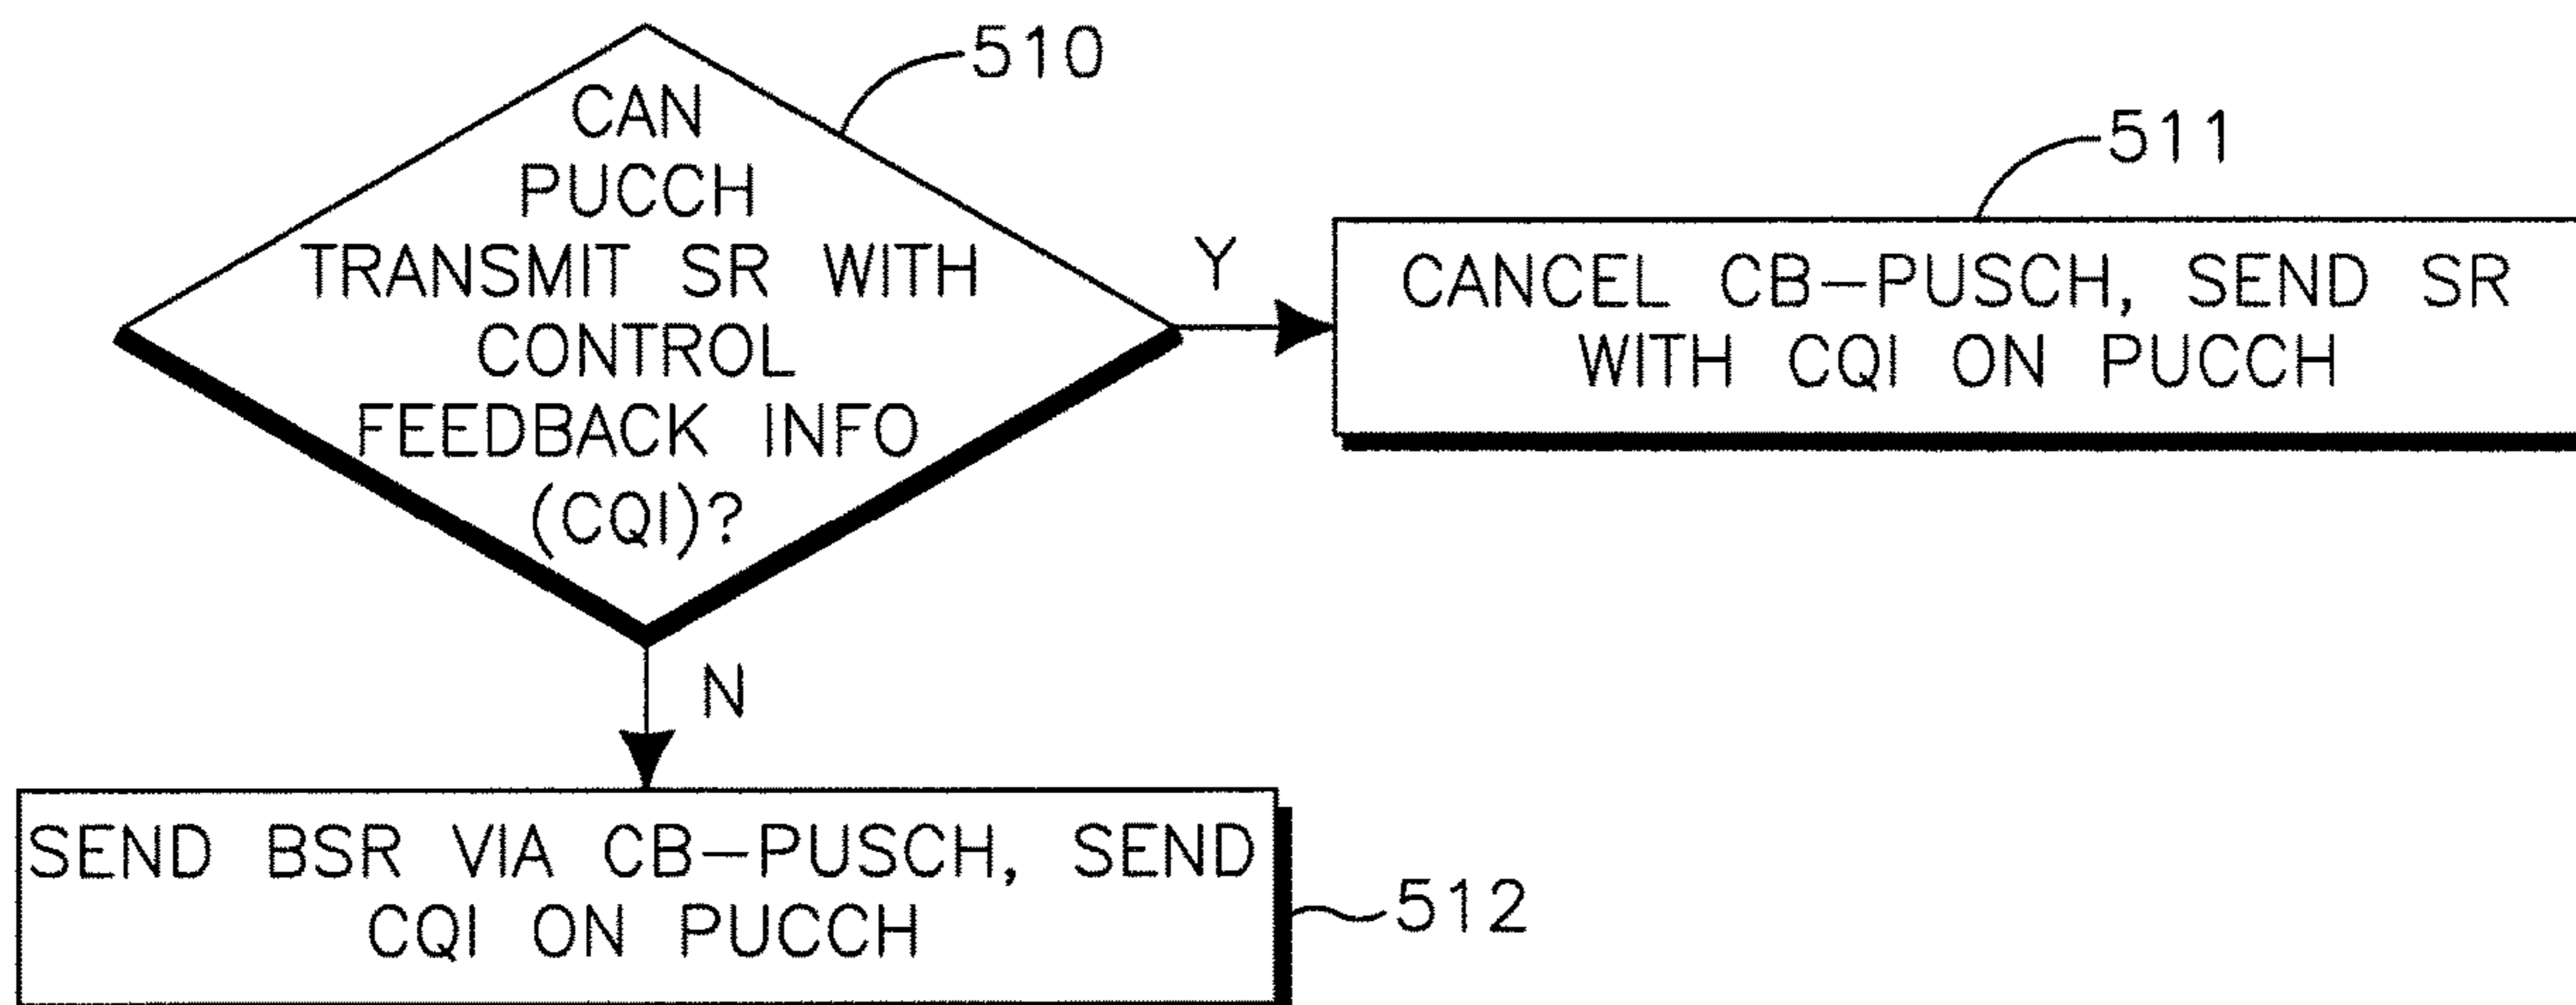 CAN
PUCCH
TRANSMIT SR WITH
CONTROL
FEEDBACK INFO
(CQI)?
510
Y
511
CANCEL CB-PUSCH, SEND SR
WITH CQI ON PUCCH
N
SEND BSR VIA CB-PUSCH, SEND
CQI ON PUCCH
512